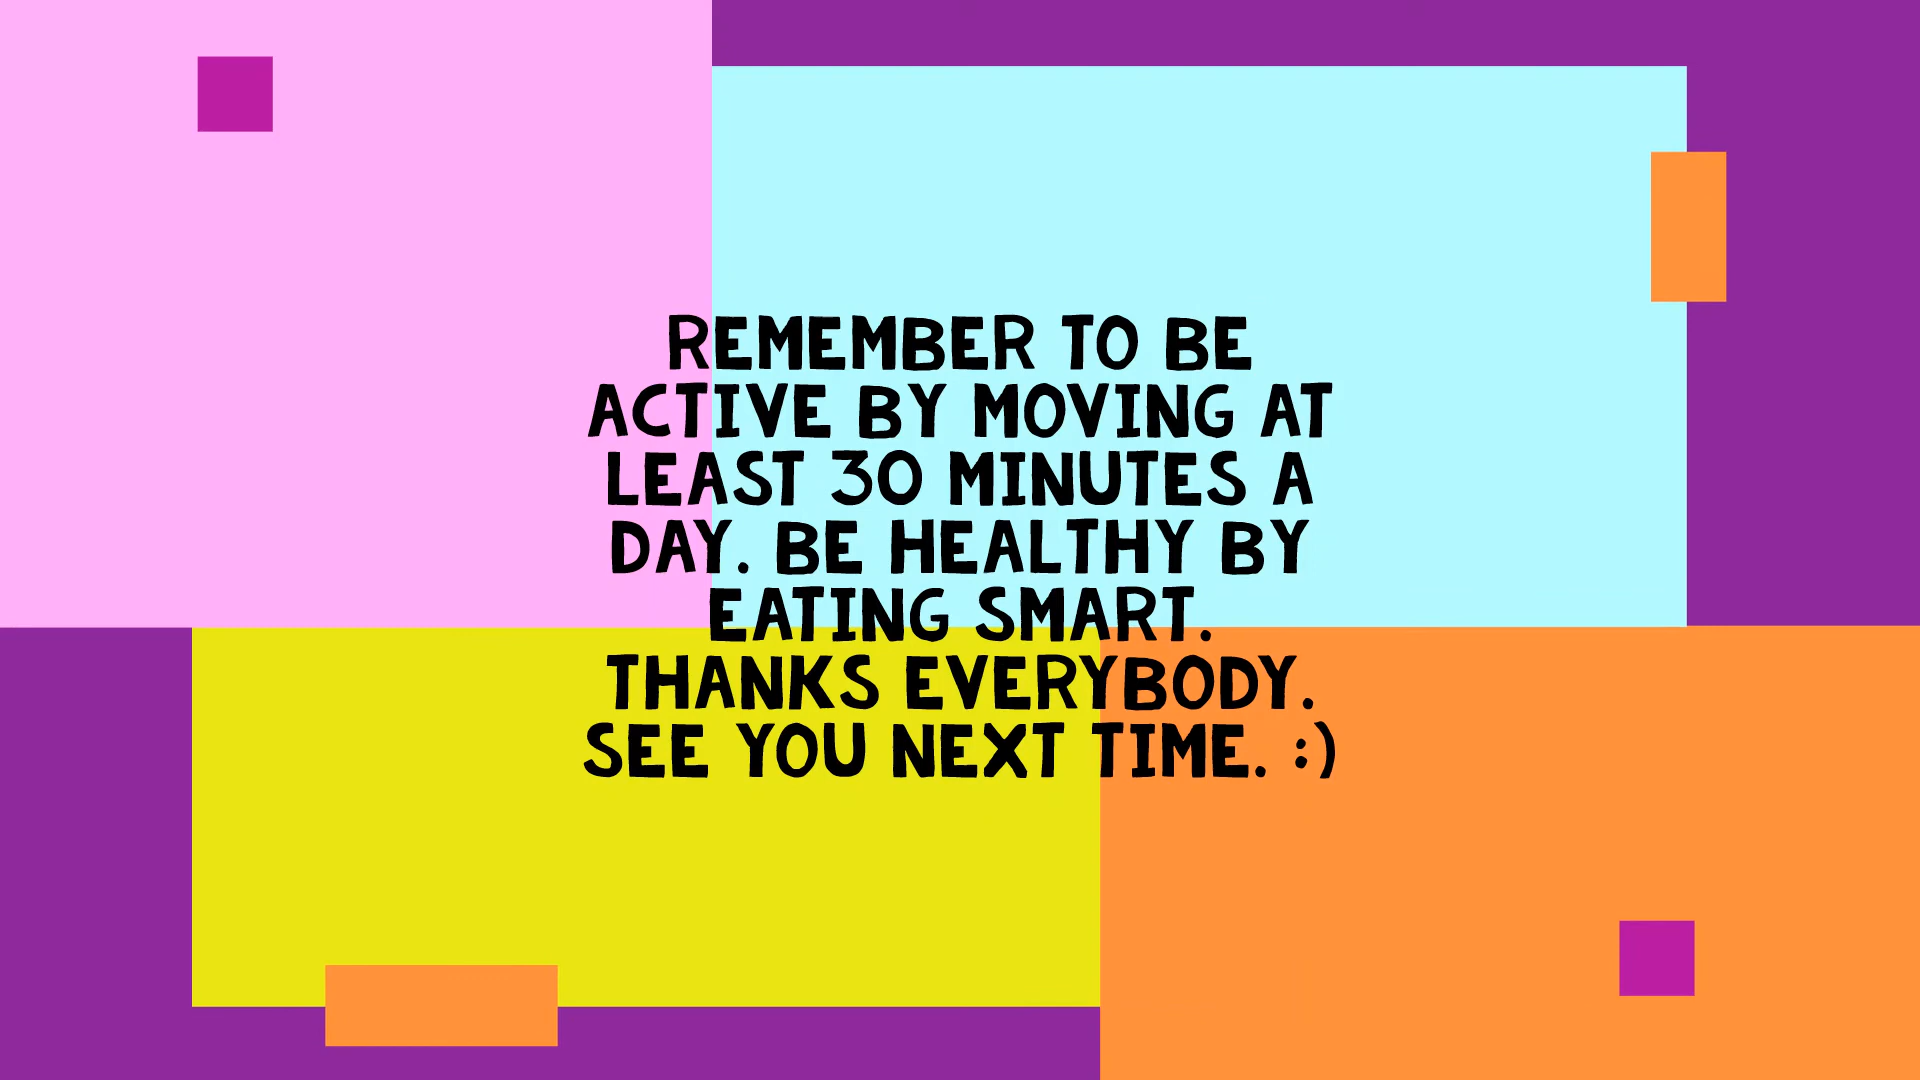 REMEMBER TO BE
ACTIVE BY MOVING AT
LEAST 30 MINUTES A
DAY. BE HEALTHY BY
EATING SMART.
THANKS EVERYBODY.
SEE YOU NEXT TIME. :)